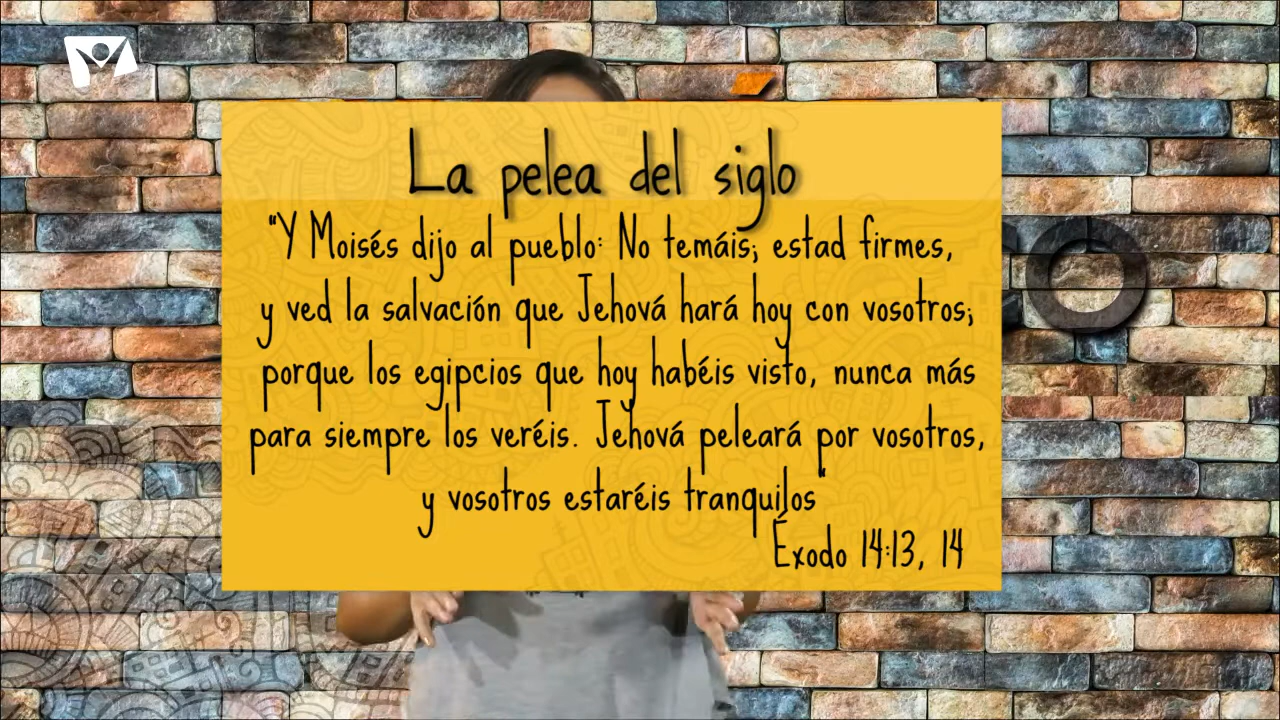 La pelea del siglo
"Y Moisés dijo al pueblo: No temáis; estad firmes,
y ved la salvación que Jehová hará hoy con vosotros;
porque los egipcios que hoy habéis visto, nunca más
para siempre los veréis. Jehová peleará por vosotros,
y vosotros estaréis tranquilos"
Éxodo 14:13, 14